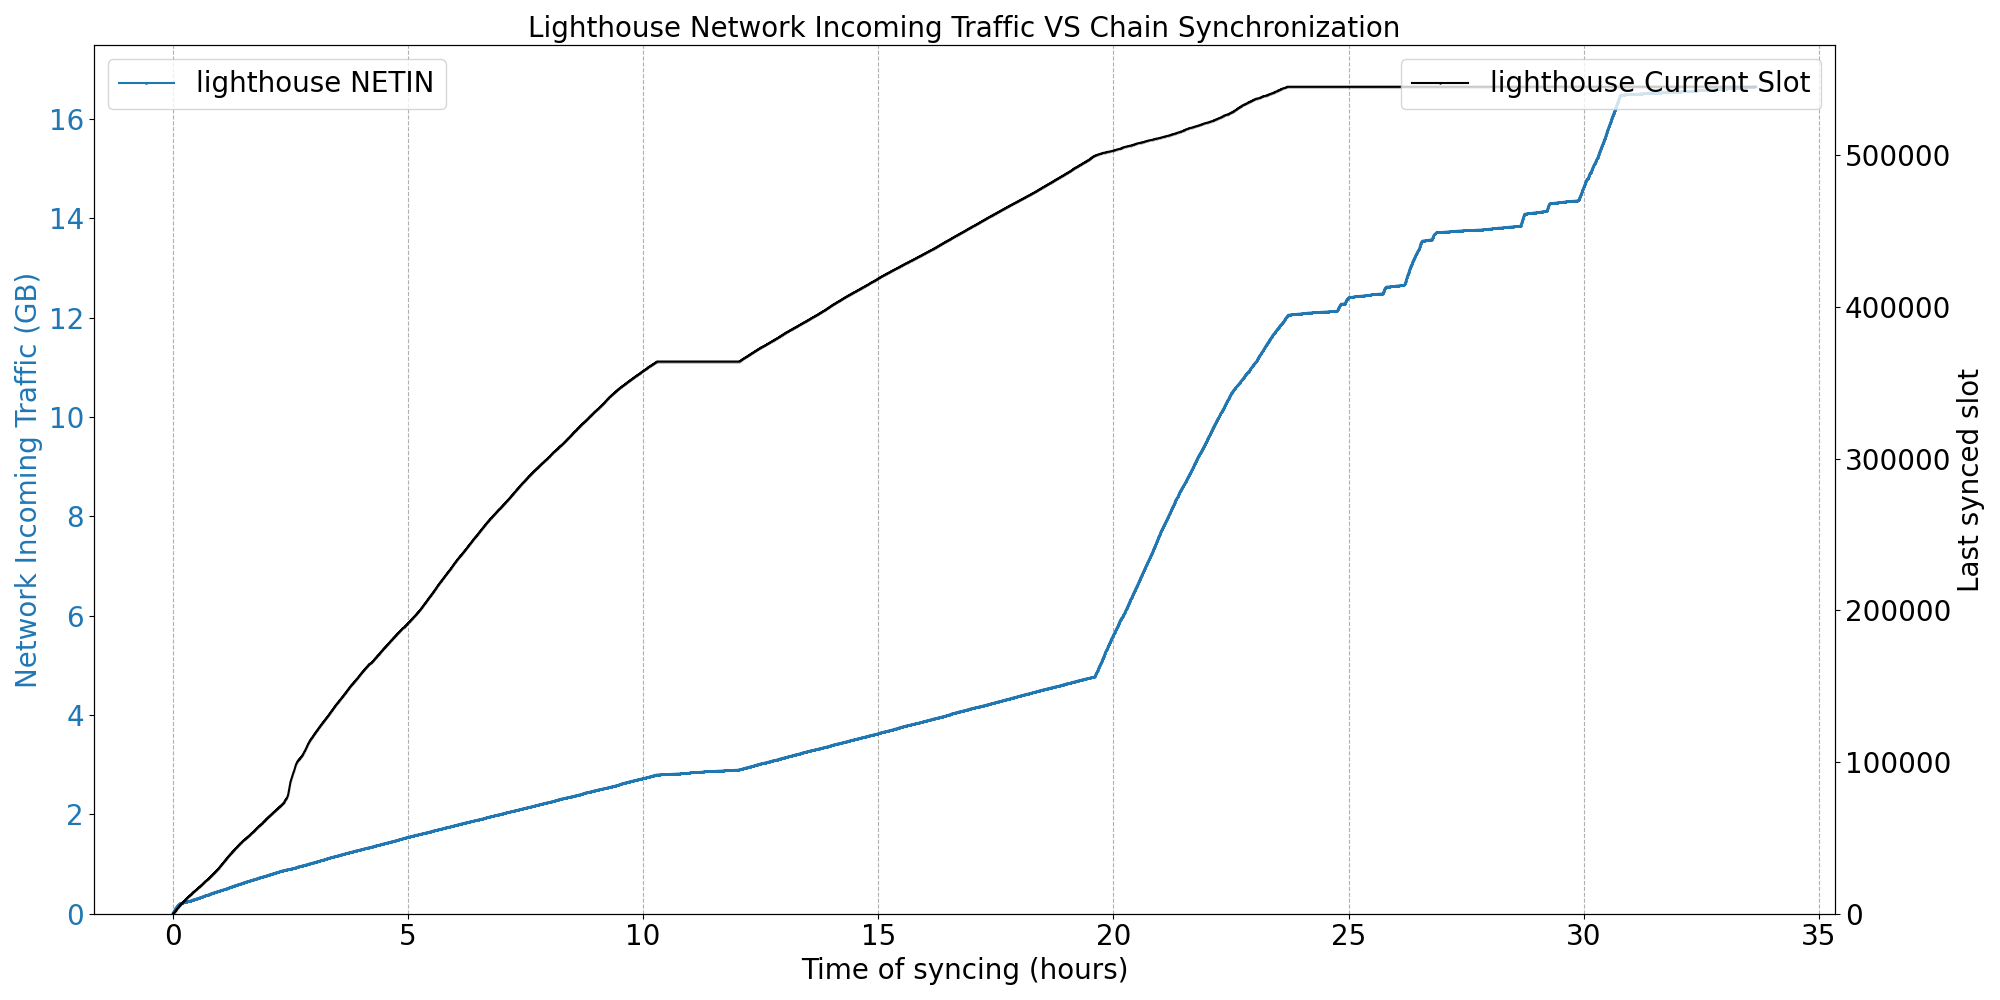 Lighthouse Network Incoming Traffic VS Chain Synchronization
lighthouse NETIN
lighthouse Current Slot
Network Incoming Traffic (GB)
16
14
12
10
8
6
4
2
0
500000
400000
300000
200000
100000
0
Last synced slot
0 5 10 15 20 25 30 35
Time of syncing (hours)